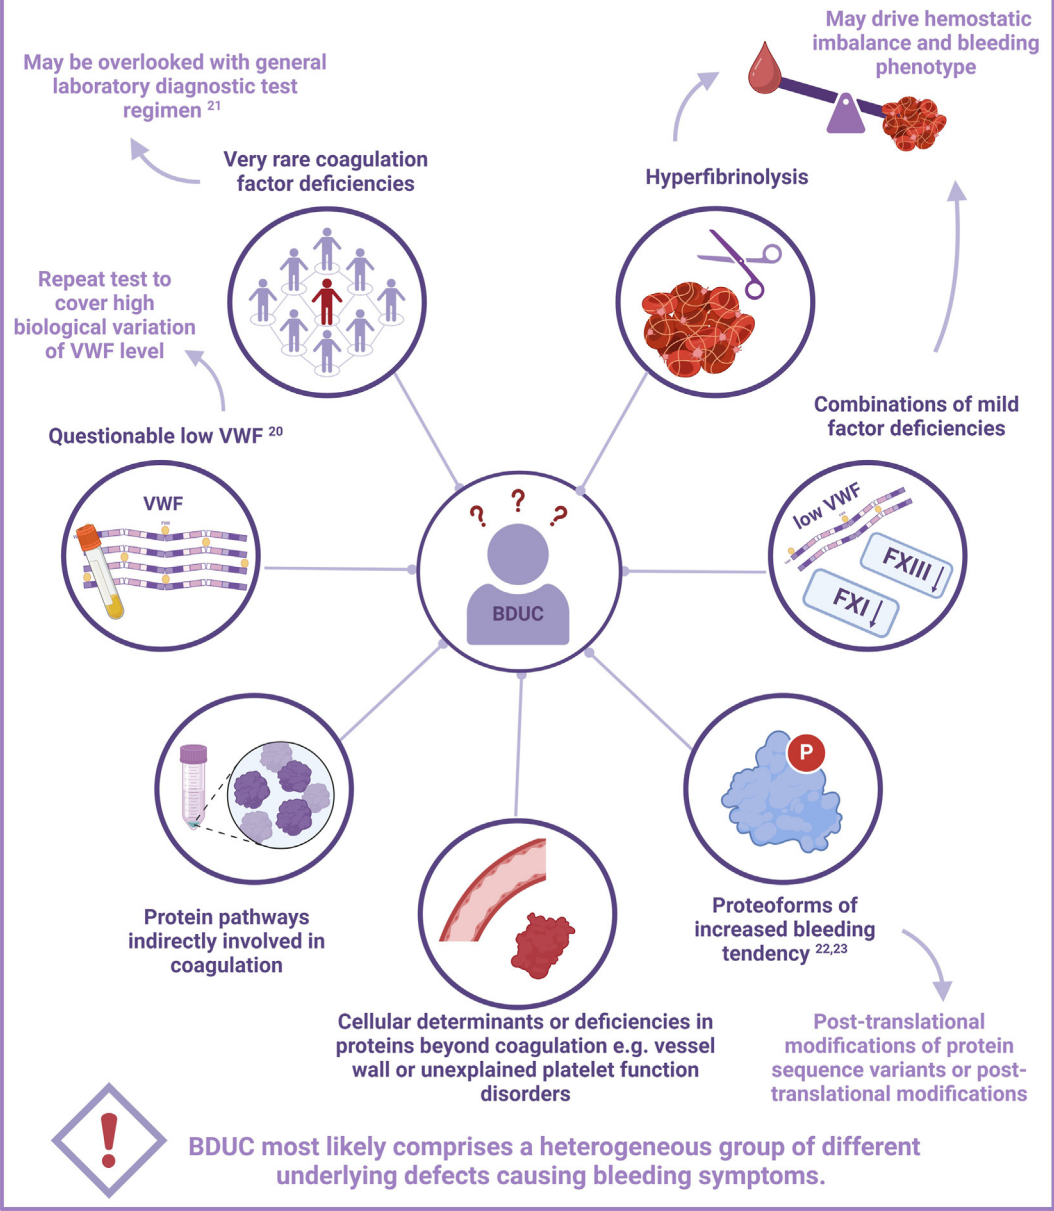 May drive hemostatic
imbalance and bleeding
phenotype
May be overlooked with general
laboratory diagnostic test
regimen 21
Very rare coagulation
factor deficiencies
Hyperfibrinolysis
Repeat test to
cover high
biological variation
of VWF level
Questionable low VWF 20
Combinations of mild
factor deficiencies
VWF
low VWF
FXIII↓
FXI↓
? ? ?
BDUC
P
Protein pathways
indirectly involved in
coagulation
Proteoforms of
increased bleeding
tendency 22,23
Cellular determinants or deficiencies in
proteins beyond coagulation e.g. vessel
wall or unexplained platelet function
disorders
Post-translational
modifications of protein
sequence variants or post-
translational modifications
!
BDUC most likely comprises a heterogeneous group of different
underlying defects causing bleeding symptoms.